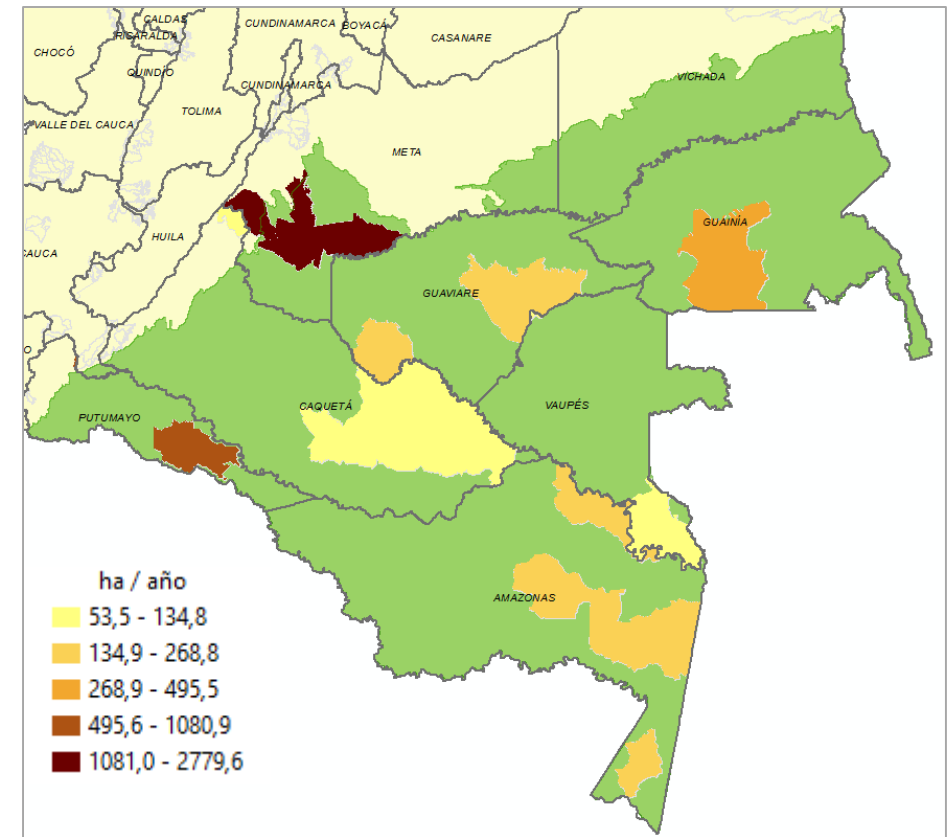 CALDAS
CUNDINAMARCA
BOYACÁ
RISARALDA
CASANARE
CHOCÓ
QUINDÍO
CUNDINAMARCA
VICHADA
TOLIMA
VALLE DEL CAUCA
META
GUAINÍA
HUILA
CAUCA
GUAVIARE
O
CAQUETÁ
VAUPÉS
PUTUMAYO
AMAZONAS
ha / año
53,5 - 134,8
134,9 - 268,8
268,9 - 495,5
495,6 - 1080,9
1081,0 - 2779,6